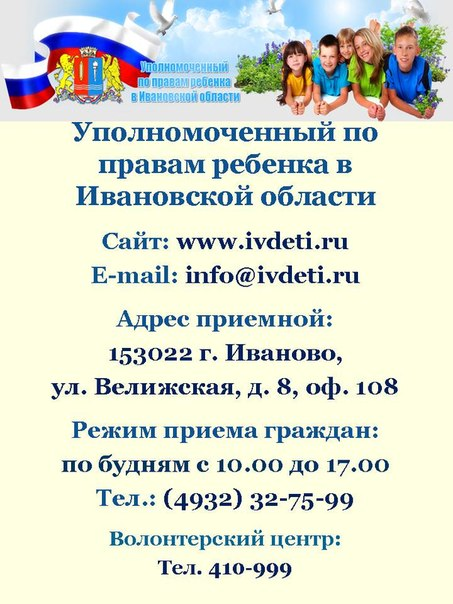 Уполномоченный
по правам ребенка
в Ивановской области
Уполномоченный по
правам ребенка в
Ивановской области
Сайт: www.ivdeti.ru
E-mail: info@ivdeti.ru
Адрес приемной:
153022 г. Иваново,
ул. Велижская, д. 8, оф. 108
Режим приема граждан:
по будням с 10.00 до 17.00
Тел.: (4932) 32-75-99
Волонтерский центр:
Тел. 410-999